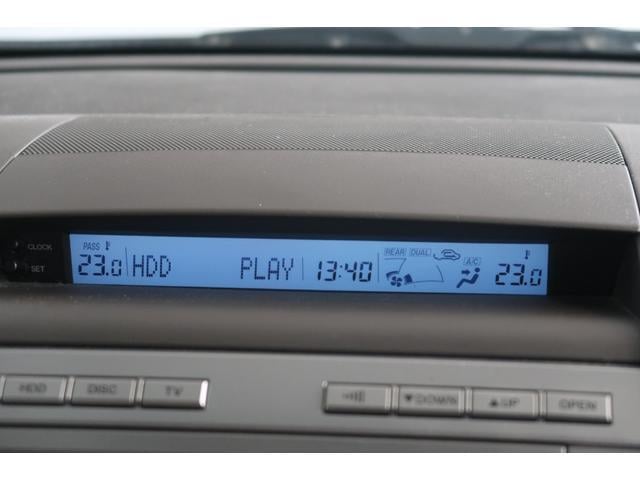 CLOCK
SET
PASS
23.0 HDD PLAY 13:40 REAR DUAL A/C 23.0
HDD DISC TV ▼DOWN ▲UP OPEN